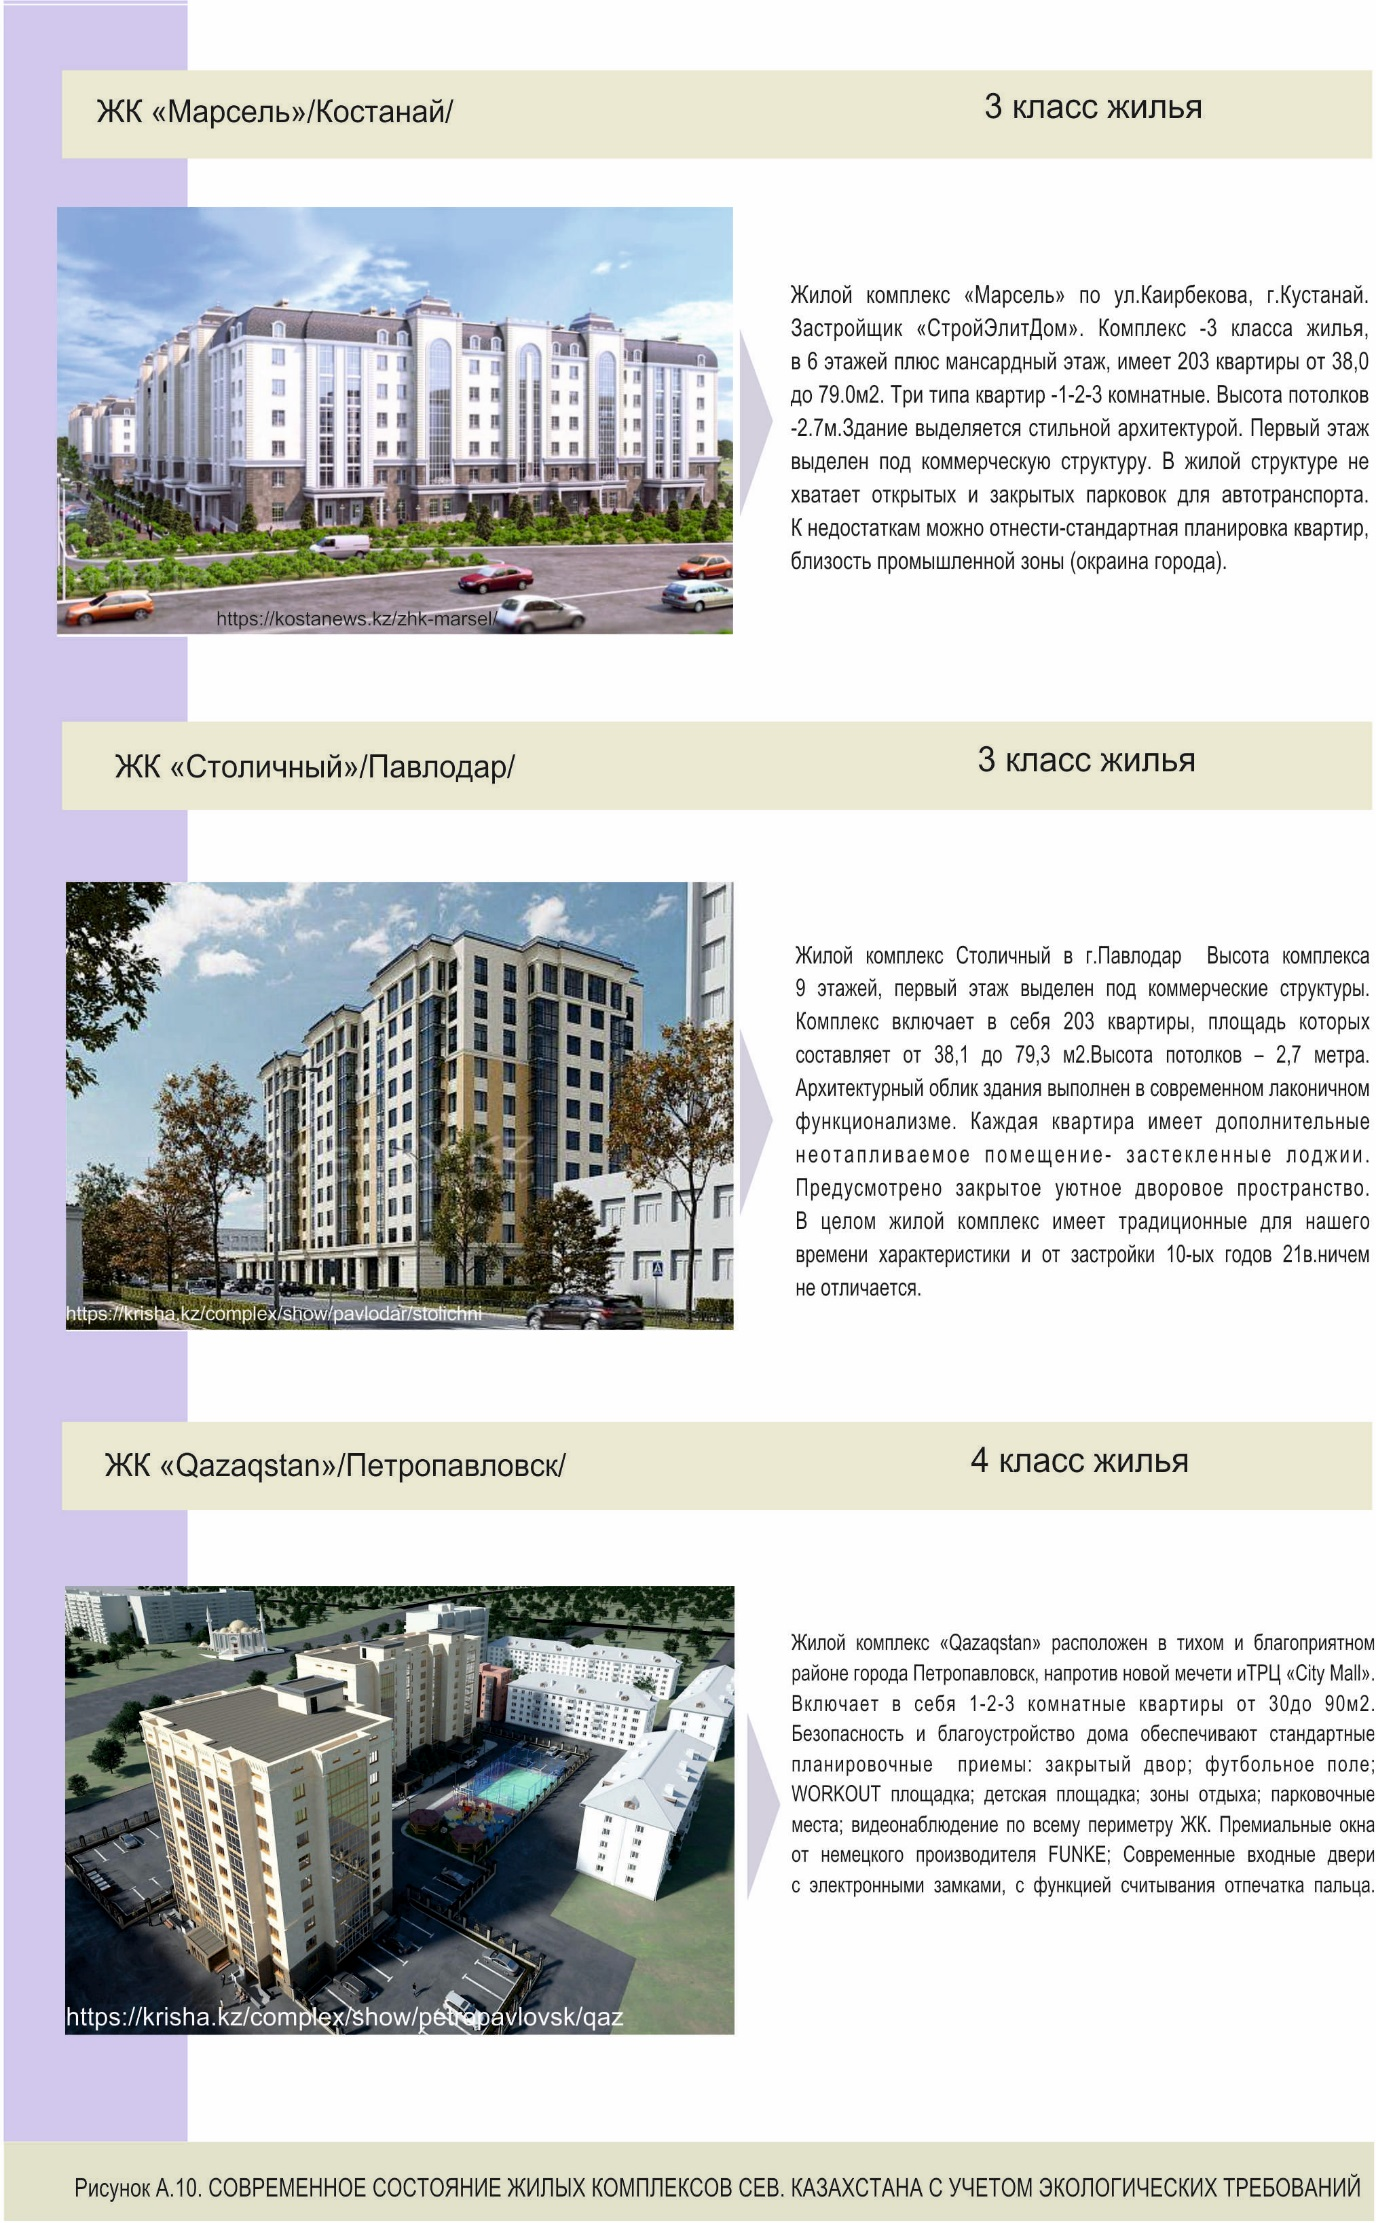 ЖК «Марсель»/Костанай/
3 класс жилья
Жилой комплекс «Марсель» по ул.Каирбекова, г.Кустанай.
Застройщик «СтройЭлитДом». Комплекс -3 класса жилья,
в 6 этажей плюс мансардный этаж, имеет 203 квартиры от 38,0
до 79.0м2. Три типа квартир -1-2-3 комнатные. Высота потолков
-2.7м.Здание выделяется стильной архитектурой. Первый этаж
выделен под коммерческую структуру. В жилой структуре не
хватает открытых и закрытых парковок для автотранспорта.
К недостаткам можно отнести-стандартная планировка квартир,
близость промышленной зоны (окраина города).
https://kostanews.kz/zhk-marsel/
ЖК «Столичный»/Павлодар/
3 класс жилья
Жилой комплекс Столичный в г.Павлодар Высота комплекса
9 этажей, первый этаж выделен под коммерческие структуры.
Комплекс включает в себя 203 квартиры, площадь которых
составляет от 38,1 до 79,3 м2.Высота потолков – 2,7 метра.
Архитектурный облик здания выполнен в современном лаконичном
функционализме. Каждая квартира имеет дополнительные
неотапливаемое помещение- застекленные лоджии.
Предусмотрено закрытое уютное дворовое пространство.
В целом жилой комплекс имеет традиционные для нашего
времени характеристики и от застройки 10-ых годов 21в.ничем
не отличается.
https://krisha.kz/complex/show/pavlodar/stolichni
ЖК «Qazaqstan»/Петропавловск/
4 класс жилья
Жилой комплекс «Qazaqstan» расположен в тихом и благоприятном
районе города Петропавловск, напротив новой мечети иТРЦ «City Mall».
Включает в себя 1-2-3 комнатные квартиры от 30до 90м2.
Безопасность и благоустройство дома обеспечивают стандартные
планировочные приемы: закрытый двор; футбольное поле;
WORKOUT площадка; детская площадка; зоны отдыха; парковочные
места; видеонаблюдение по всему периметру ЖК. Премиальные окна
от немецкого производителя FUNKE; Современные входные двери
с электронными замками, с функцией считывания отпечатка пальца.
https://krisha.kz/complex/show/petropavlovsk/qaz
Рисунок А.10. СОВРЕМЕННОЕ СОСТОЯНИЕ ЖИЛЫХ КОМПЛЕКСОВ СЕВ. КАЗАХСТАНА С УЧЕТОМ ЭКОЛОГИЧЕСКИХ ТРЕБОВАНИЙ